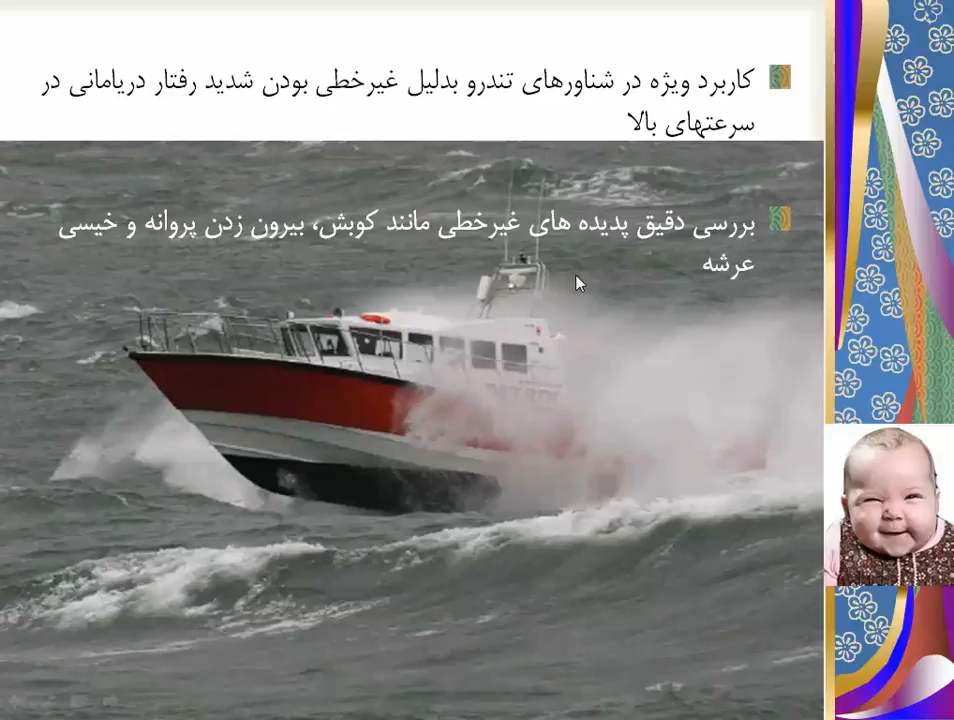 کاربرد ویژه در شناورهای تندرو بدلیل غیرخطی بودن شدید رفتار دریامانی در
سرعتهای بالا
بررسی دقیق پدیده های غیرخطی مانند کوبش، بیرون زدن پروانه و خیسی
عرشه